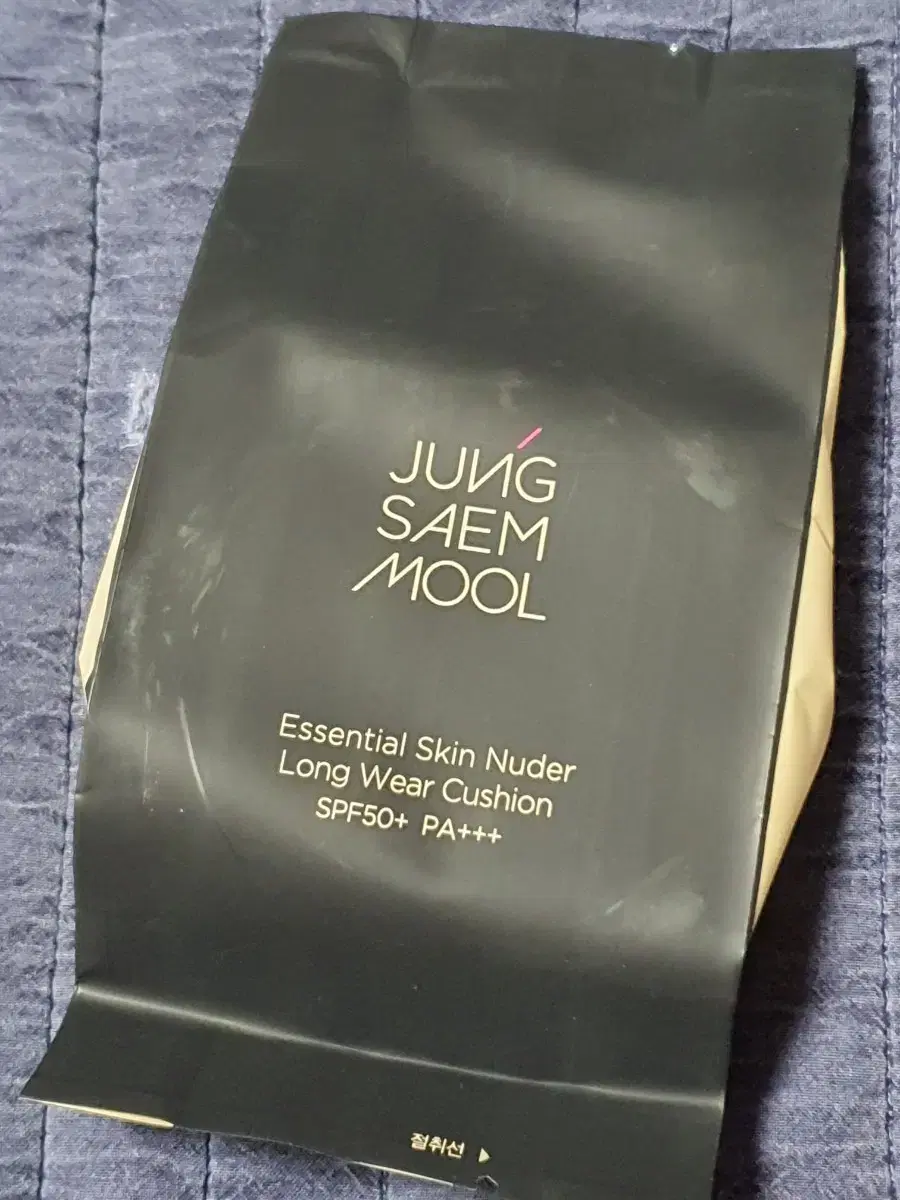 JUNG
SAEM
MOOL
Essential Skin Nuder
Long Wear Cushion
SPF50+ PA+++
절취선 ▶